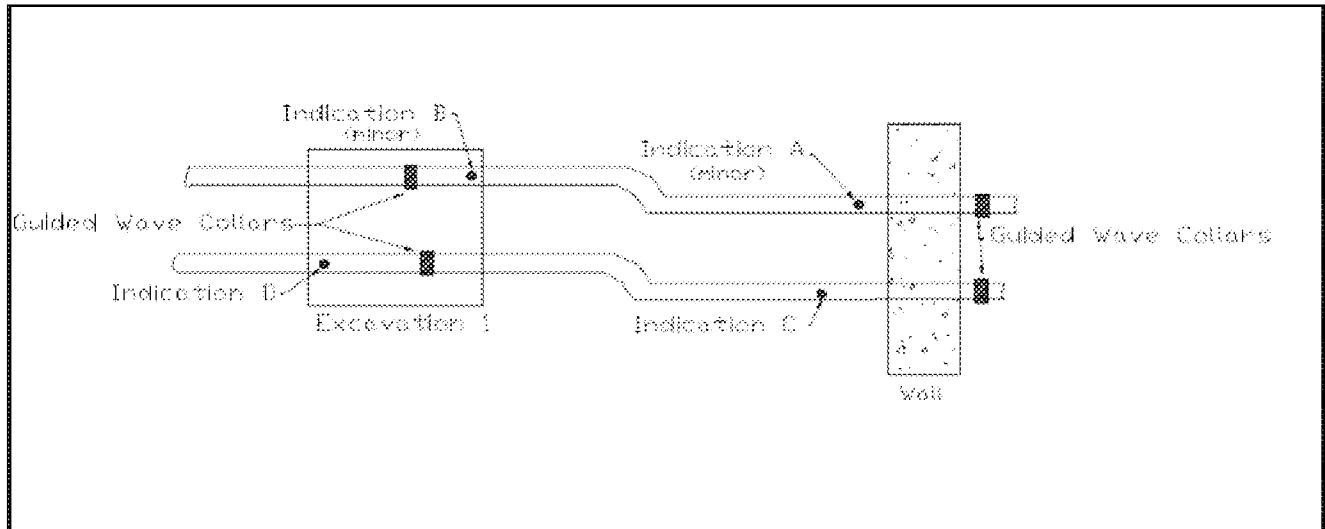 Indication B
(minor)
Indication A
(minor)
Guided Wave Collars
Guided Wave Collars
Indication D
Excavation 1
Indication C
Wall